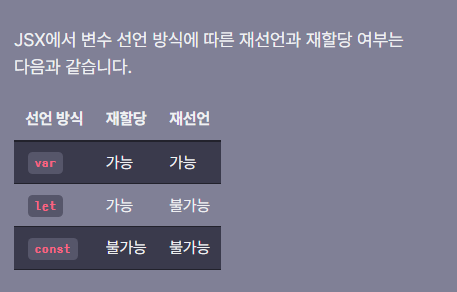 JSX에서 변수 선언 방식에 따른 재선언과 재할당 여부는
다음과 같습니다.
선언 방식 재할당 재선언
var 가능 가능
let 가능 불가능
const 불가능 불가능